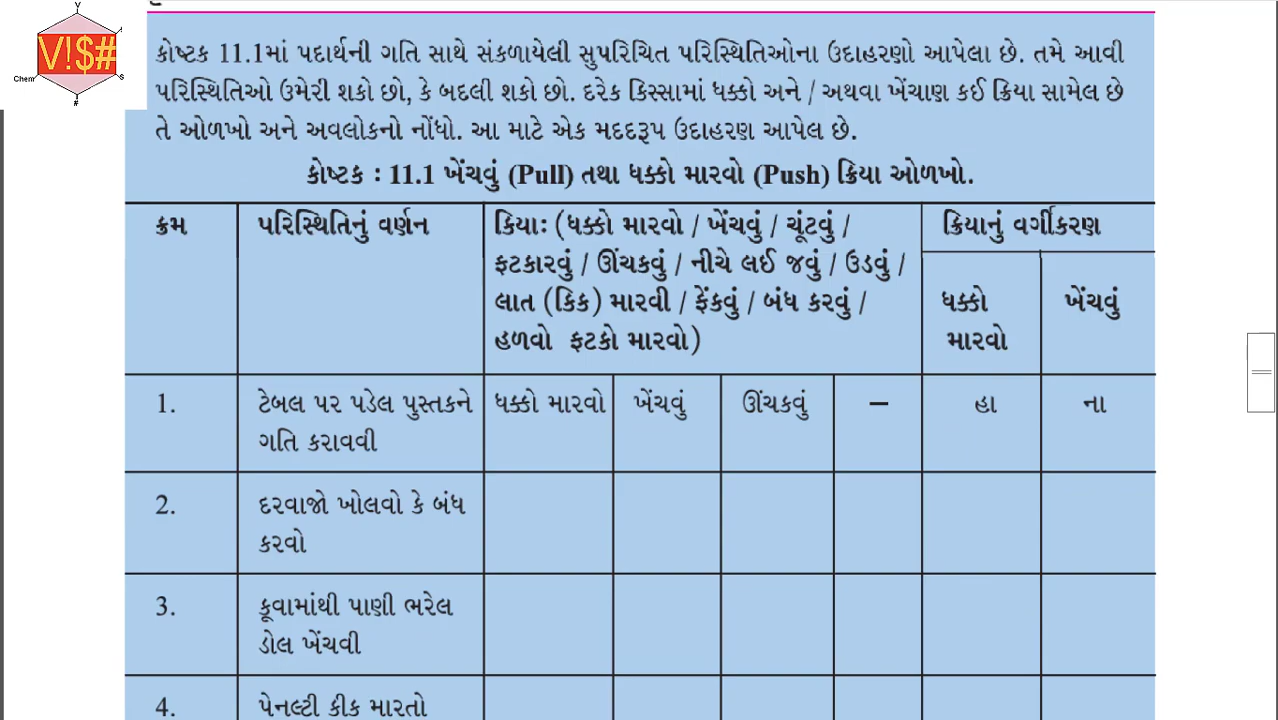 Y
V!$#
Chem
S
#
કોષ્ટક 11.1માં પદાર્થની ગતિ સાથે સંકળાયેલી સુપરિચિત પરિસ્થિતિઓના ઉદાહરણો આપેલા છે. તમે આવી
પરિસ્થિતિઓ ઉમેરી શકો છો, કે બદલી શકો છો. દરેક કિસ્સામાં ધક્કો અને / અથવા ખેંચાણ કઈ ક્રિયા સામેલ છે
તે ઓળખો અને અવલોકનો નોંધો. આ માટે એક મદદરૂપ ઉદાહરણ આપેલ છે.
કોષ્ટક : 11.1 ખેંચવું (Pull) તથા ધક્કો મારવો (Push) ક્રિયા ઓળખો.
ક્રમ પરિસ્થિતિનું વર્ણન ક્રિયાઃ (ધક્કો મારવો / ખેંચવું / ચૂંટવું / ક્રિયાનું વર્ગીકરણ
ફટકારવું / ઊંચકવું / નીચે લઈ જવું / ઉડવું /
લાત (કિક) મારવી / ફેંકવું / બંધ કરવું / ધક્કો ખેંચવું
હળવો ફટકો મારવો) મારવો
1. ટેબલ પર પડેલ પુસ્તકને ધક્કો મારવો ખેંચવું ઊંચકવું – હા ના
ગતિ કરાવવી
2. દરવાજો ખોલવો કે બંધ
કરવો
3. કૂવામાંથી પાણી ભરેલ
ડોલ ખેંચવી
4. પેનલ્ટી કીક મારતો